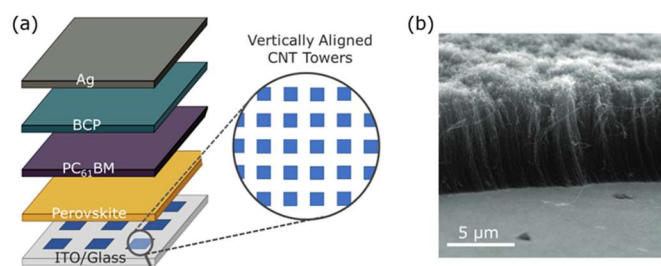 (a)
Vertically Aligned
CNT Towers
Ag
BCP
PC₆₁BM
Perovskite
ITO/Glass
(b)
5 μm